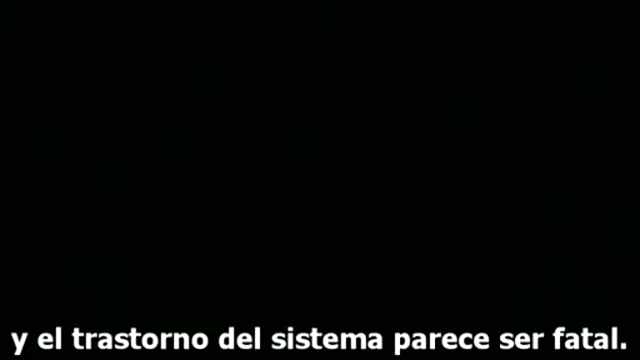 y el trastorno del sistema parece ser fatal.